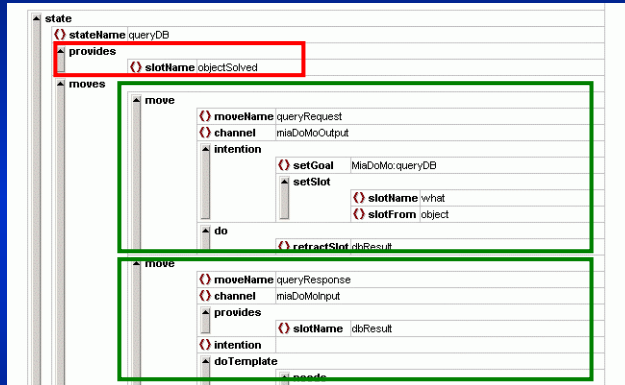 state
stateName queryDB
provides
slotName objectSolved
moves
move
moveName queryRequest
channel miaDoMoOutput
intention
setGoal MiaDoMo:queryDB
setSlot
slotName what
slotFrom object
do
retractSlot dbResult
move
moveName queryResponse
channel miaDoMoInput
provides
slotName dbResult
intention
doTemplate
needs